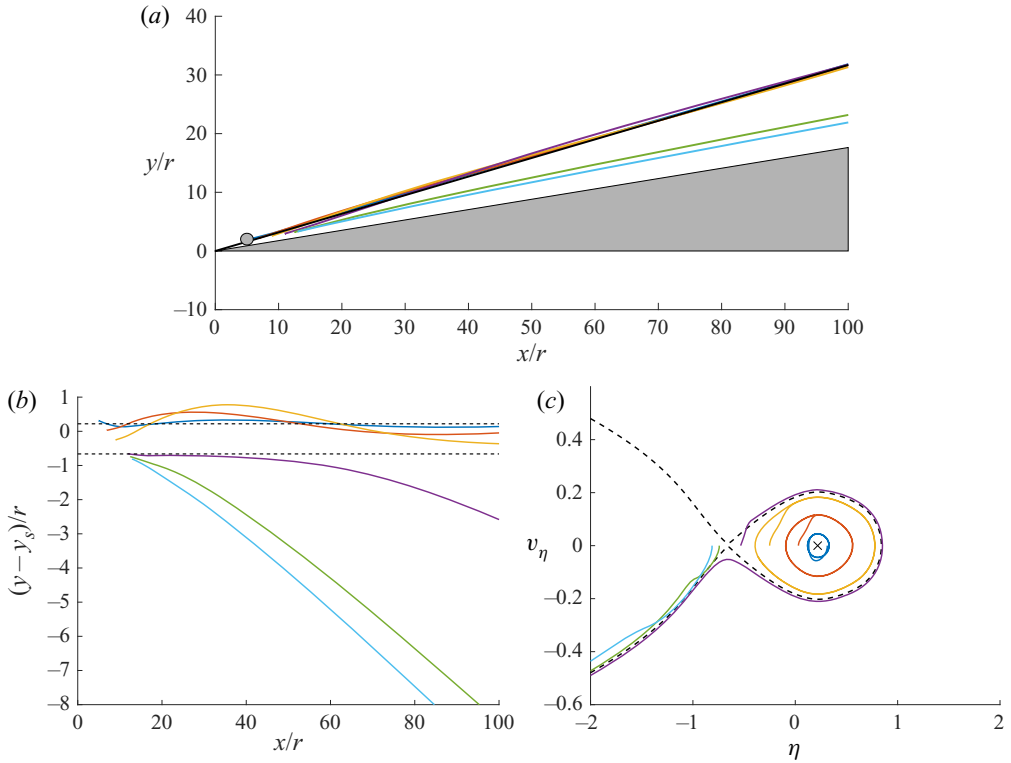 (a)
40
30
20
10
0
–10
y/r
0 10 20 30 40 50 60 70 80 90 100
x/r
(b)
1
0
–1
–2
–3
–4
–5
–6
–7
–8
(y – y_s)/r
0 20 40 60 80 100
x/r
(c)
0.4
0.2
0
–0.2
–0.4
–0.6
v_η
–2 –1 0 1 2
η